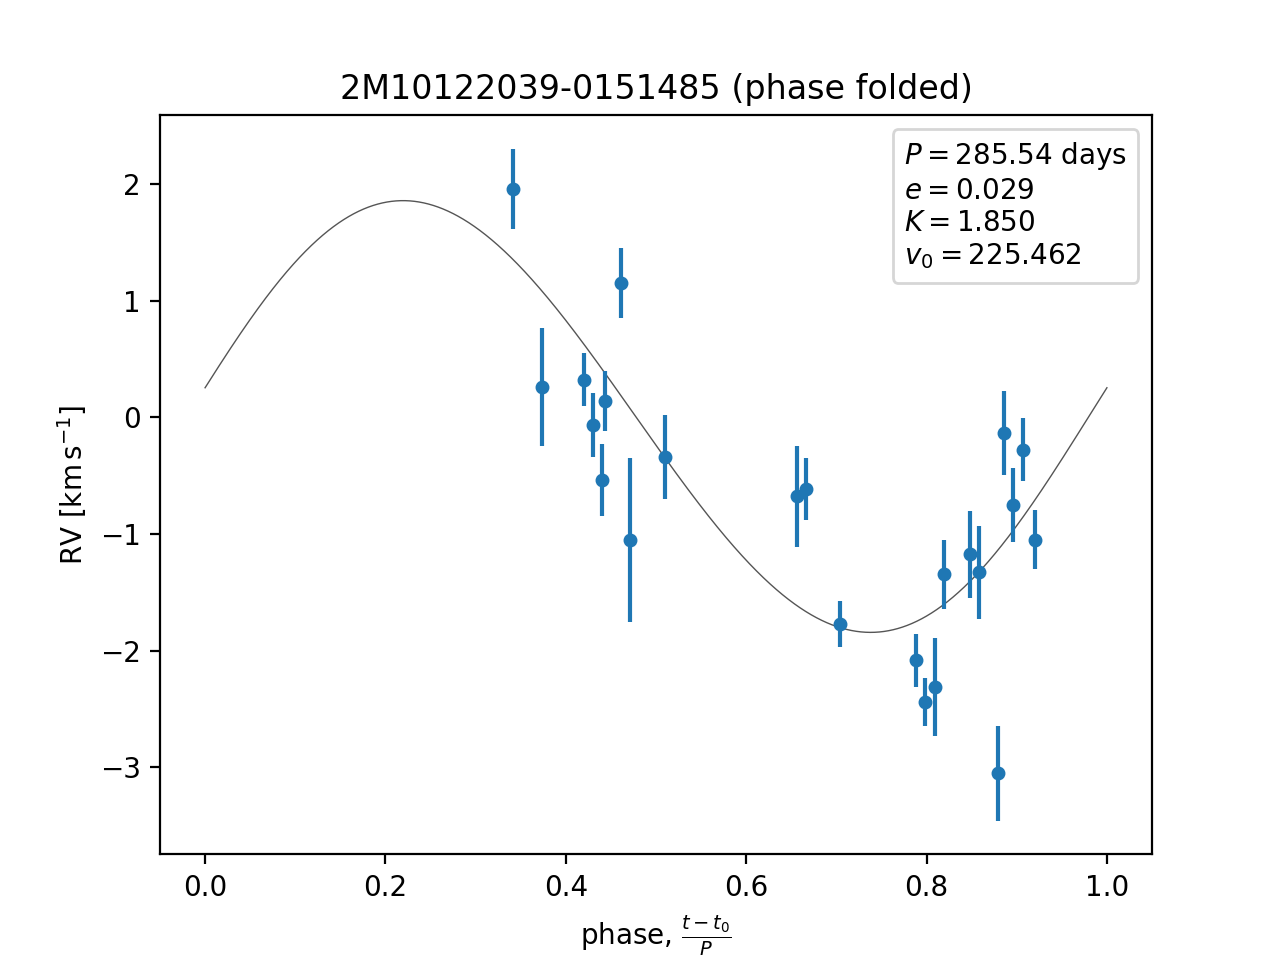 2M10122039-0151485 (phase folded)
P = 285.54 days
e = 0.029
K = 1.850
v₀ = 225.462
2
1
0
−1
−2
−3
RV [km s⁻¹]
0.0 0.2 0.4 0.6 0.8 1.0
phase, (t − t₀)/P